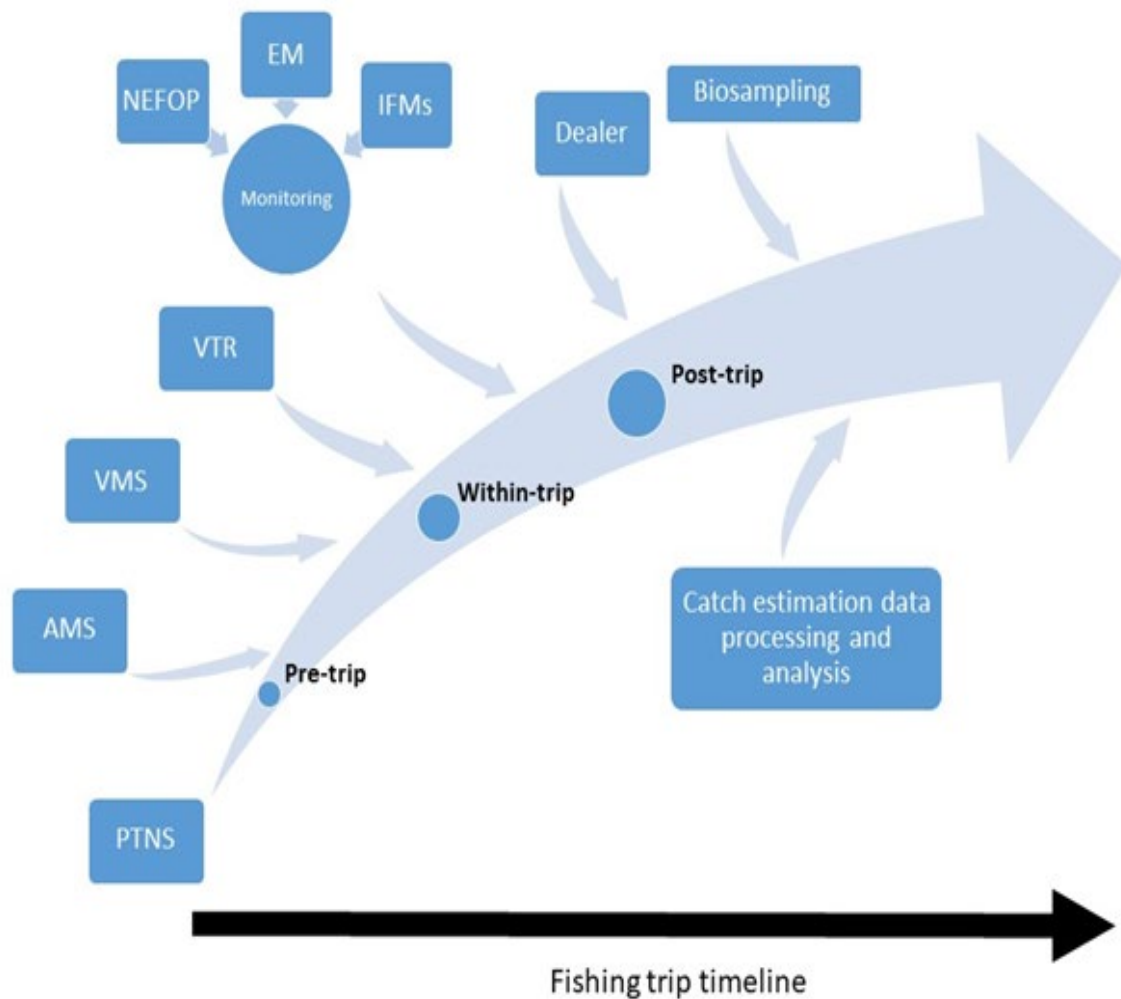 EM
NEFOP
IFMs
Monitoring
Dealer
Biosampling
VTR
VMS
AMS
PTNS
Pre-trip
Within-trip
Post-trip
Catch estimation data
processing and
analysis
Fishing trip timeline